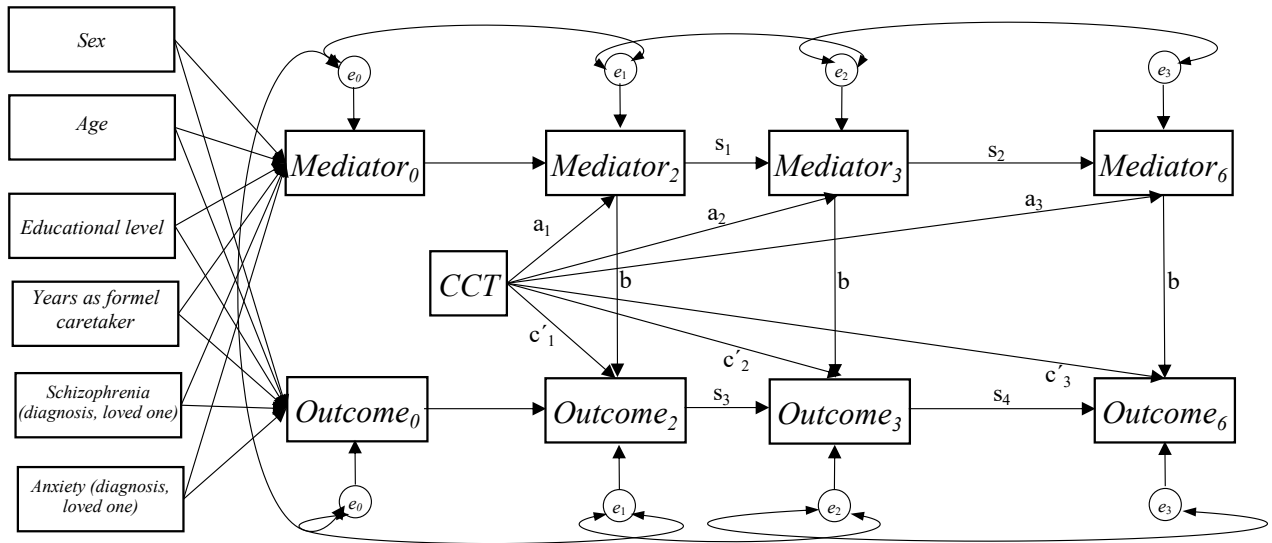 Sex
Age
Educational level
Years as formel
caretaker
Schizophrenia
(diagnosis, loved one)
Anxiety (diagnosis,
loved one)
e0
e1
e2
e3
Mediator0
Mediator2
s1
Mediator3
s2
Mediator6
a1
a2
a3
CCT
b
b
b
c´1
c´2
c´3
Outcome0
Outcome2
s3
Outcome3
s4
Outcome6
e0
e1
e2
e3